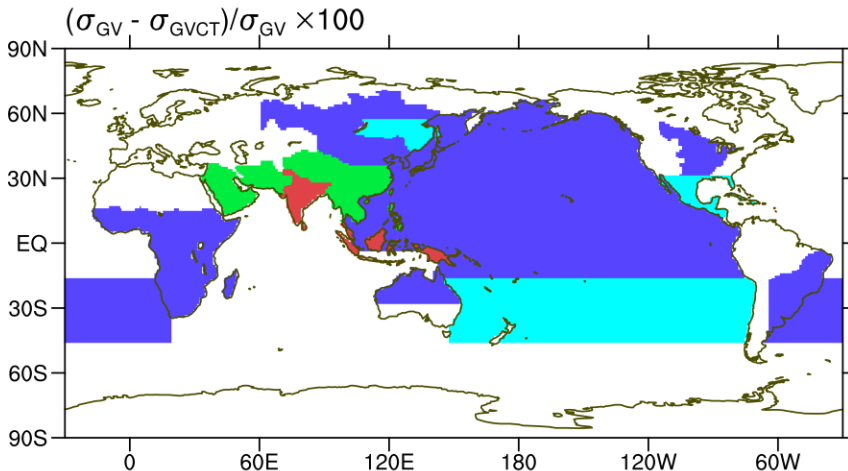 (σGV - σGVCT)/σGV ×100
90N
60N
30N
EQ
30S
60S
90S
0 60E 120E 180 120W 60W